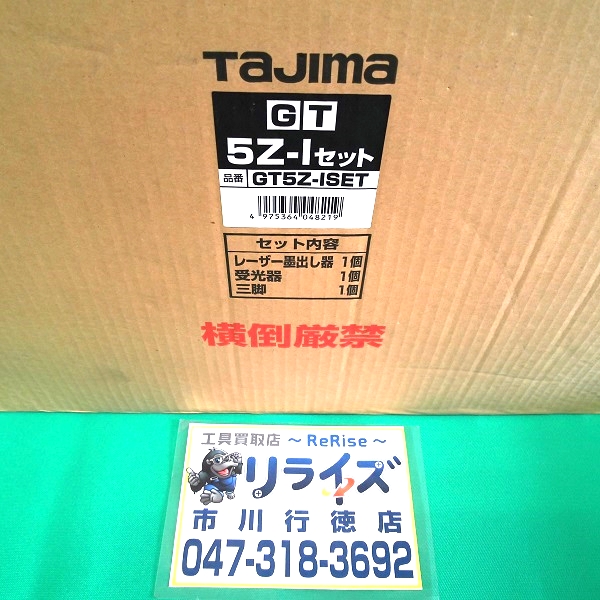 TaJima
GT
5Z-Iセット
品番 GT5Z-ISET
4 975364 048219
セット内容
レーザー墨出し器 1個
受光器 1個
三脚 1個
横倒厳禁
工具買取店 ～ReRise～
リライズ
市川行徳店
047-318-3692